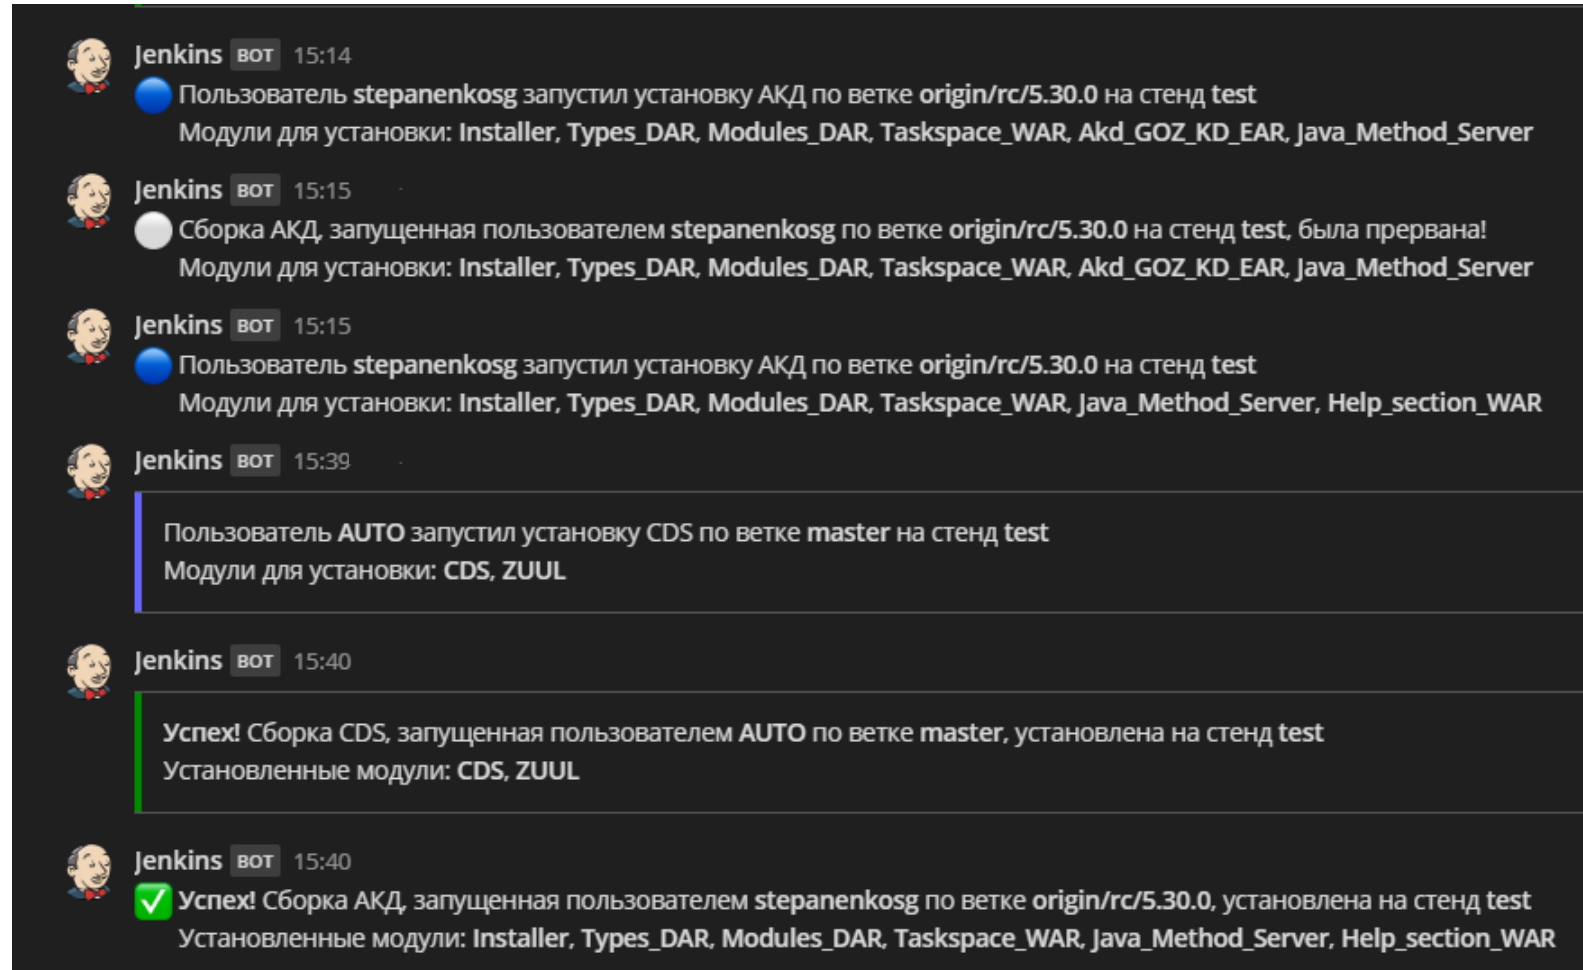 Jenkins BOT 15:14
Пользователь stepanenkosg запустил установку АКД по ветке origin/rc/5.30.0 на стенд test
Модули для установки: Installer, Types_DAR, Modules_DAR, Taskspace_WAR, Akd_GOZ_KD_EAR, Java_Method_Server
Jenkins BOT 15:15
Сборка АКД, запущенная пользователем stepanenkosg по ветке origin/rc/5.30.0 на стенд test, была прервана!
Модули для установки: Installer, Types_DAR, Modules_DAR, Taskspace_WAR, Akd_GOZ_KD_EAR, Java_Method_Server
Jenkins BOT 15:15
Пользователь stepanenkosg запустил установку АКД по ветке origin/rc/5.30.0 на стенд test
Модули для установки: Installer, Types_DAR, Modules_DAR, Taskspace_WAR, Java_Method_Server, Help_section_WAR
Jenkins BOT 15:39
Пользователь AUTO запустил установку CDS по ветке master на стенд test
Модули для установки: CDS, ZUUL
Jenkins BOT 15:40
Успех! Сборка CDS, запущенная пользователем AUTO по ветке master, установлена на стенд test
Установленные модули: CDS, ZUUL
Jenkins BOT 15:40
Успех! Сборка АКД, запущенная пользователем stepanenkosg по ветке origin/rc/5.30.0, установлена на стенд test
Установленные модули: Installer, Types_DAR, Modules_DAR, Taskspace_WAR, Java_Method_Server, Help_section_WAR